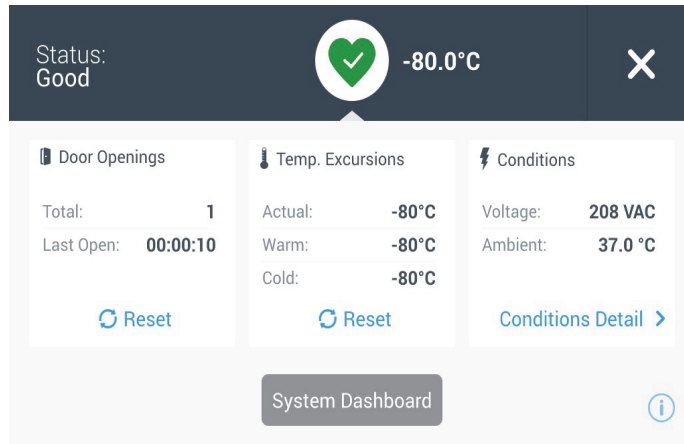 Status:
Good
-80.0°C
Door Openings
Total: 1
Last Open: 00:00:10
Reset
Temp. Excursions
Actual: -80°C
Warm: -80°C
Cold: -80°C
Reset
Conditions
Voltage: 208 VAC
Ambient: 37.0 °C
Conditions Detail >
System Dashboard
i